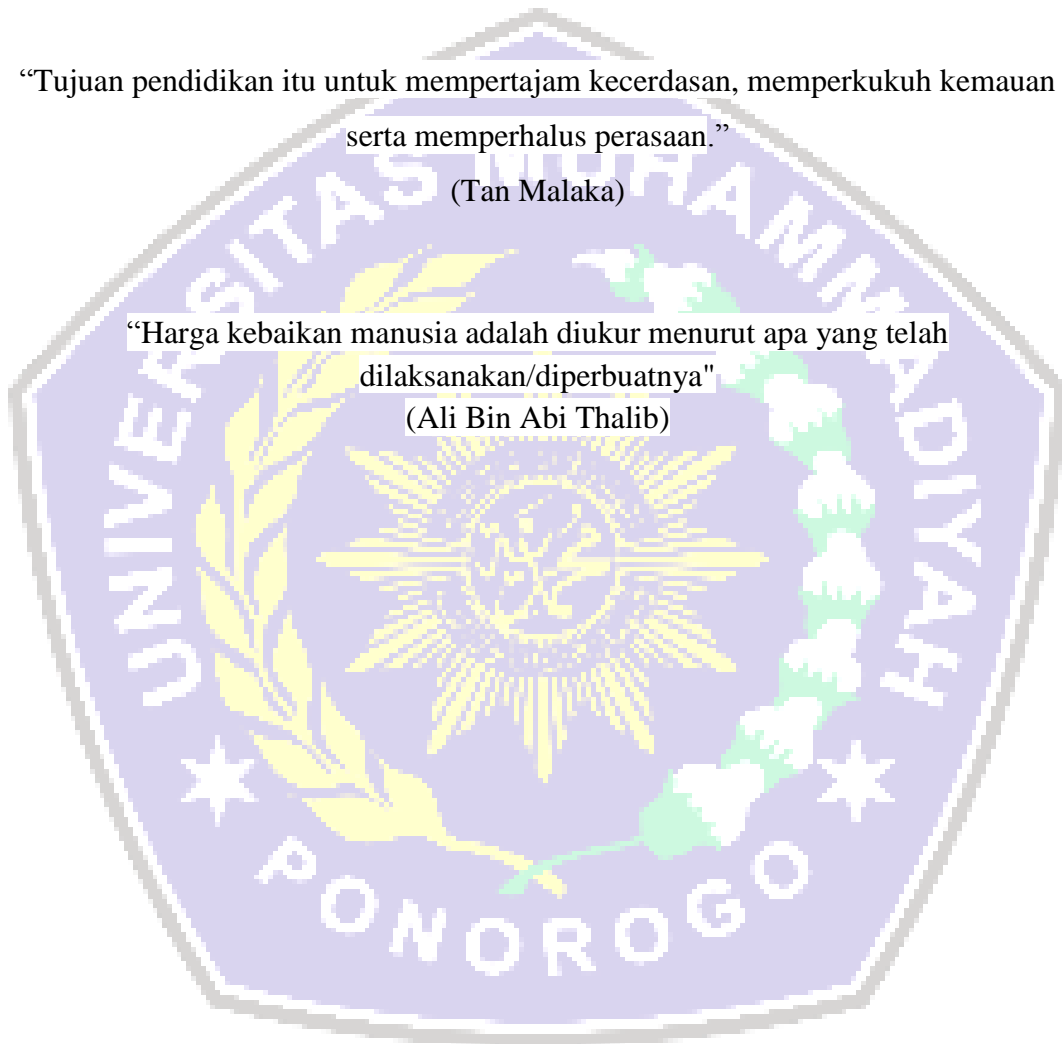 “Tujuan pendidikan itu untuk mempertajam kecerdasan, memperkukuh kemauan
serta memperhalus perasaan.”
(Tan Malaka)
“Harga kebaikan manusia adalah diukur menurut apa yang telah
dilaksanakan/diperbuatnya"
(Ali Bin Abi Thalib)
UNIVERSITAS MUHAMMADIYAH
PONOROGO